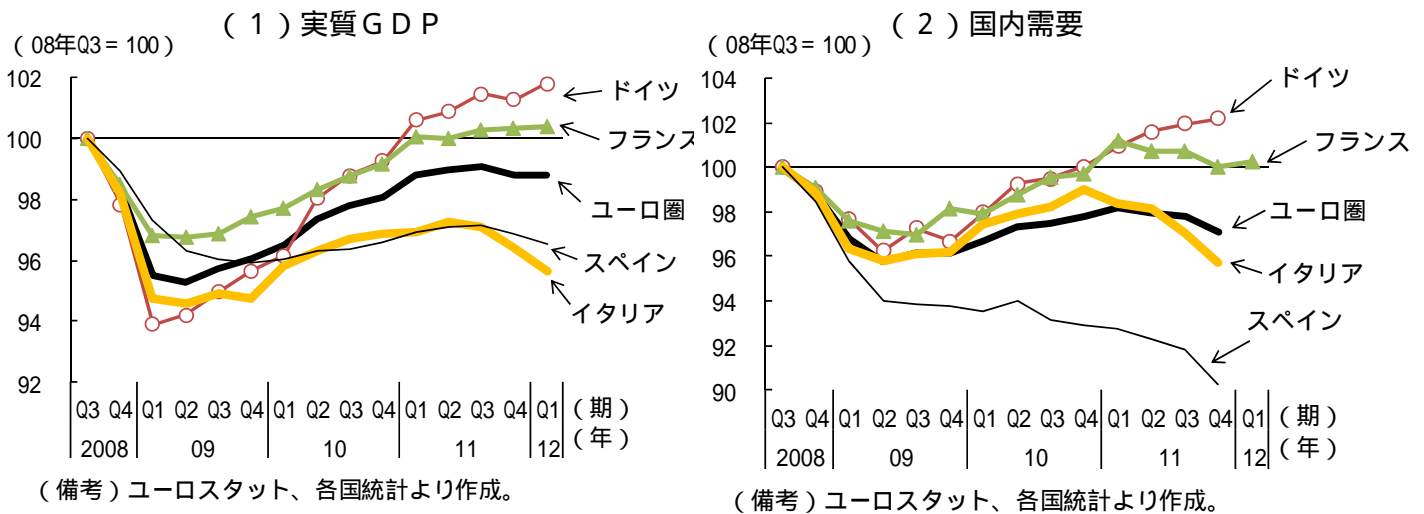 (1)実質GDP
(08年Q3=100)
102
100
98
96
94
92
ドイツ
フランス
ユーロ圏
スペイン
イタリア
Q3 Q4 Q1 Q2 Q3 Q4 Q1 Q2 Q3 Q4 Q1 Q2 Q3 Q4 Q1 (期)
2008 09 10 11 12 (年)
(備考)ユーロスタット、各国統計より作成。
(2)国内需要
(08年Q3=100)
104
102
100
98
96
94
92
90
ドイツ
フランス
ユーロ圏
イタリア
スペイン
Q3 Q4 Q1 Q2 Q3 Q4 Q1 Q2 Q3 Q4 Q1 Q2 Q3 Q4 Q1 (期)
2008 09 10 11 12 (年)
(備考)ユーロスタット、各国統計より作成。